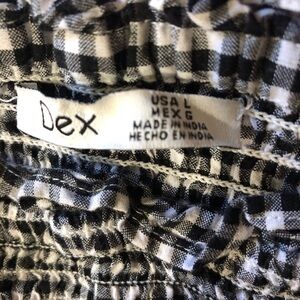 Dex
USA L
MEX G
MADE IN INDIA
HECHO EN INDIA